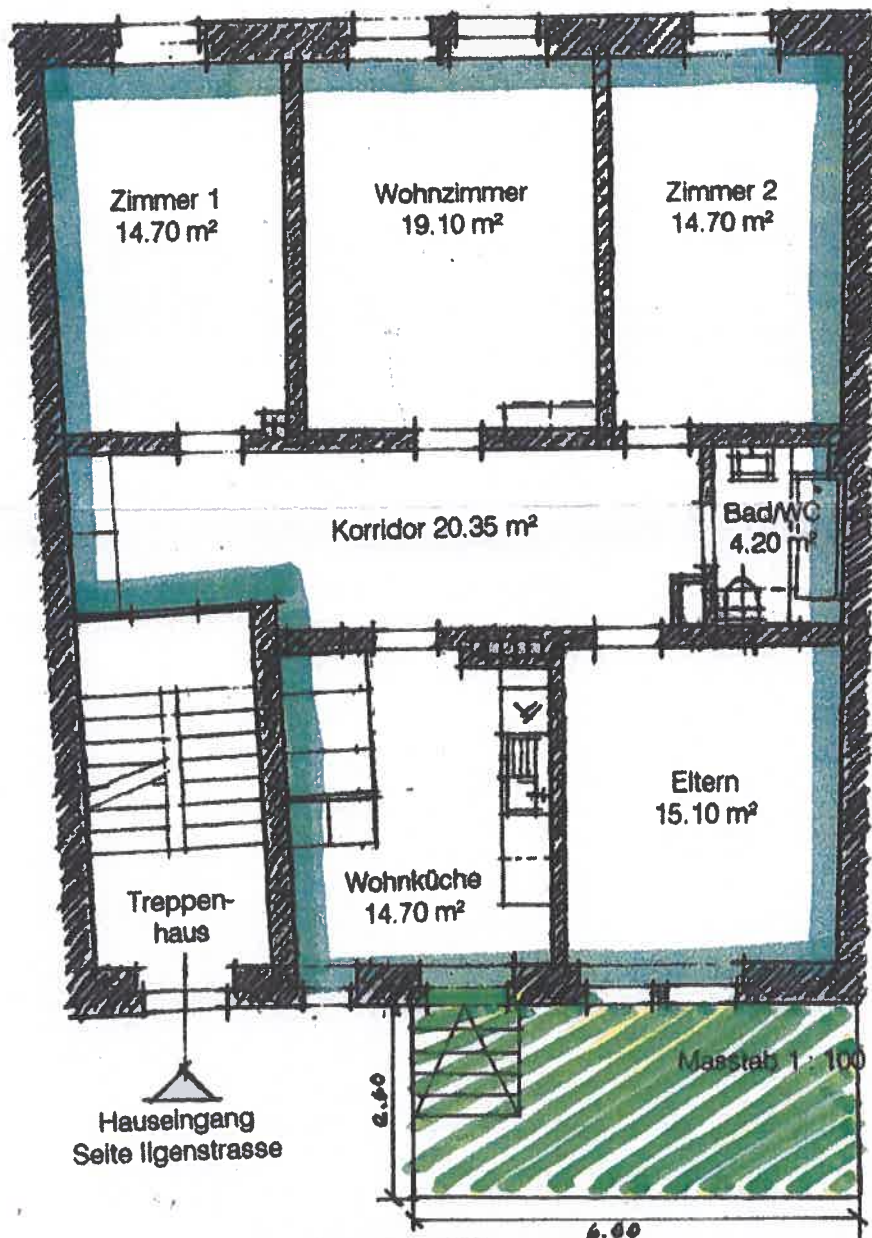 Zimmer 1
14.70 m²
Wohnzimmer
19.10 m²
Zimmer 2
14.70 m²
Korridor 20.35 m²
Bad/WC
4.20 m²
Eltern
15.10 m²
Wohnküche
14.70 m²
Treppen-
haus
Masstab 1 : 100
Hauseingang
Seite Ilgenstrasse
2.60
6.00